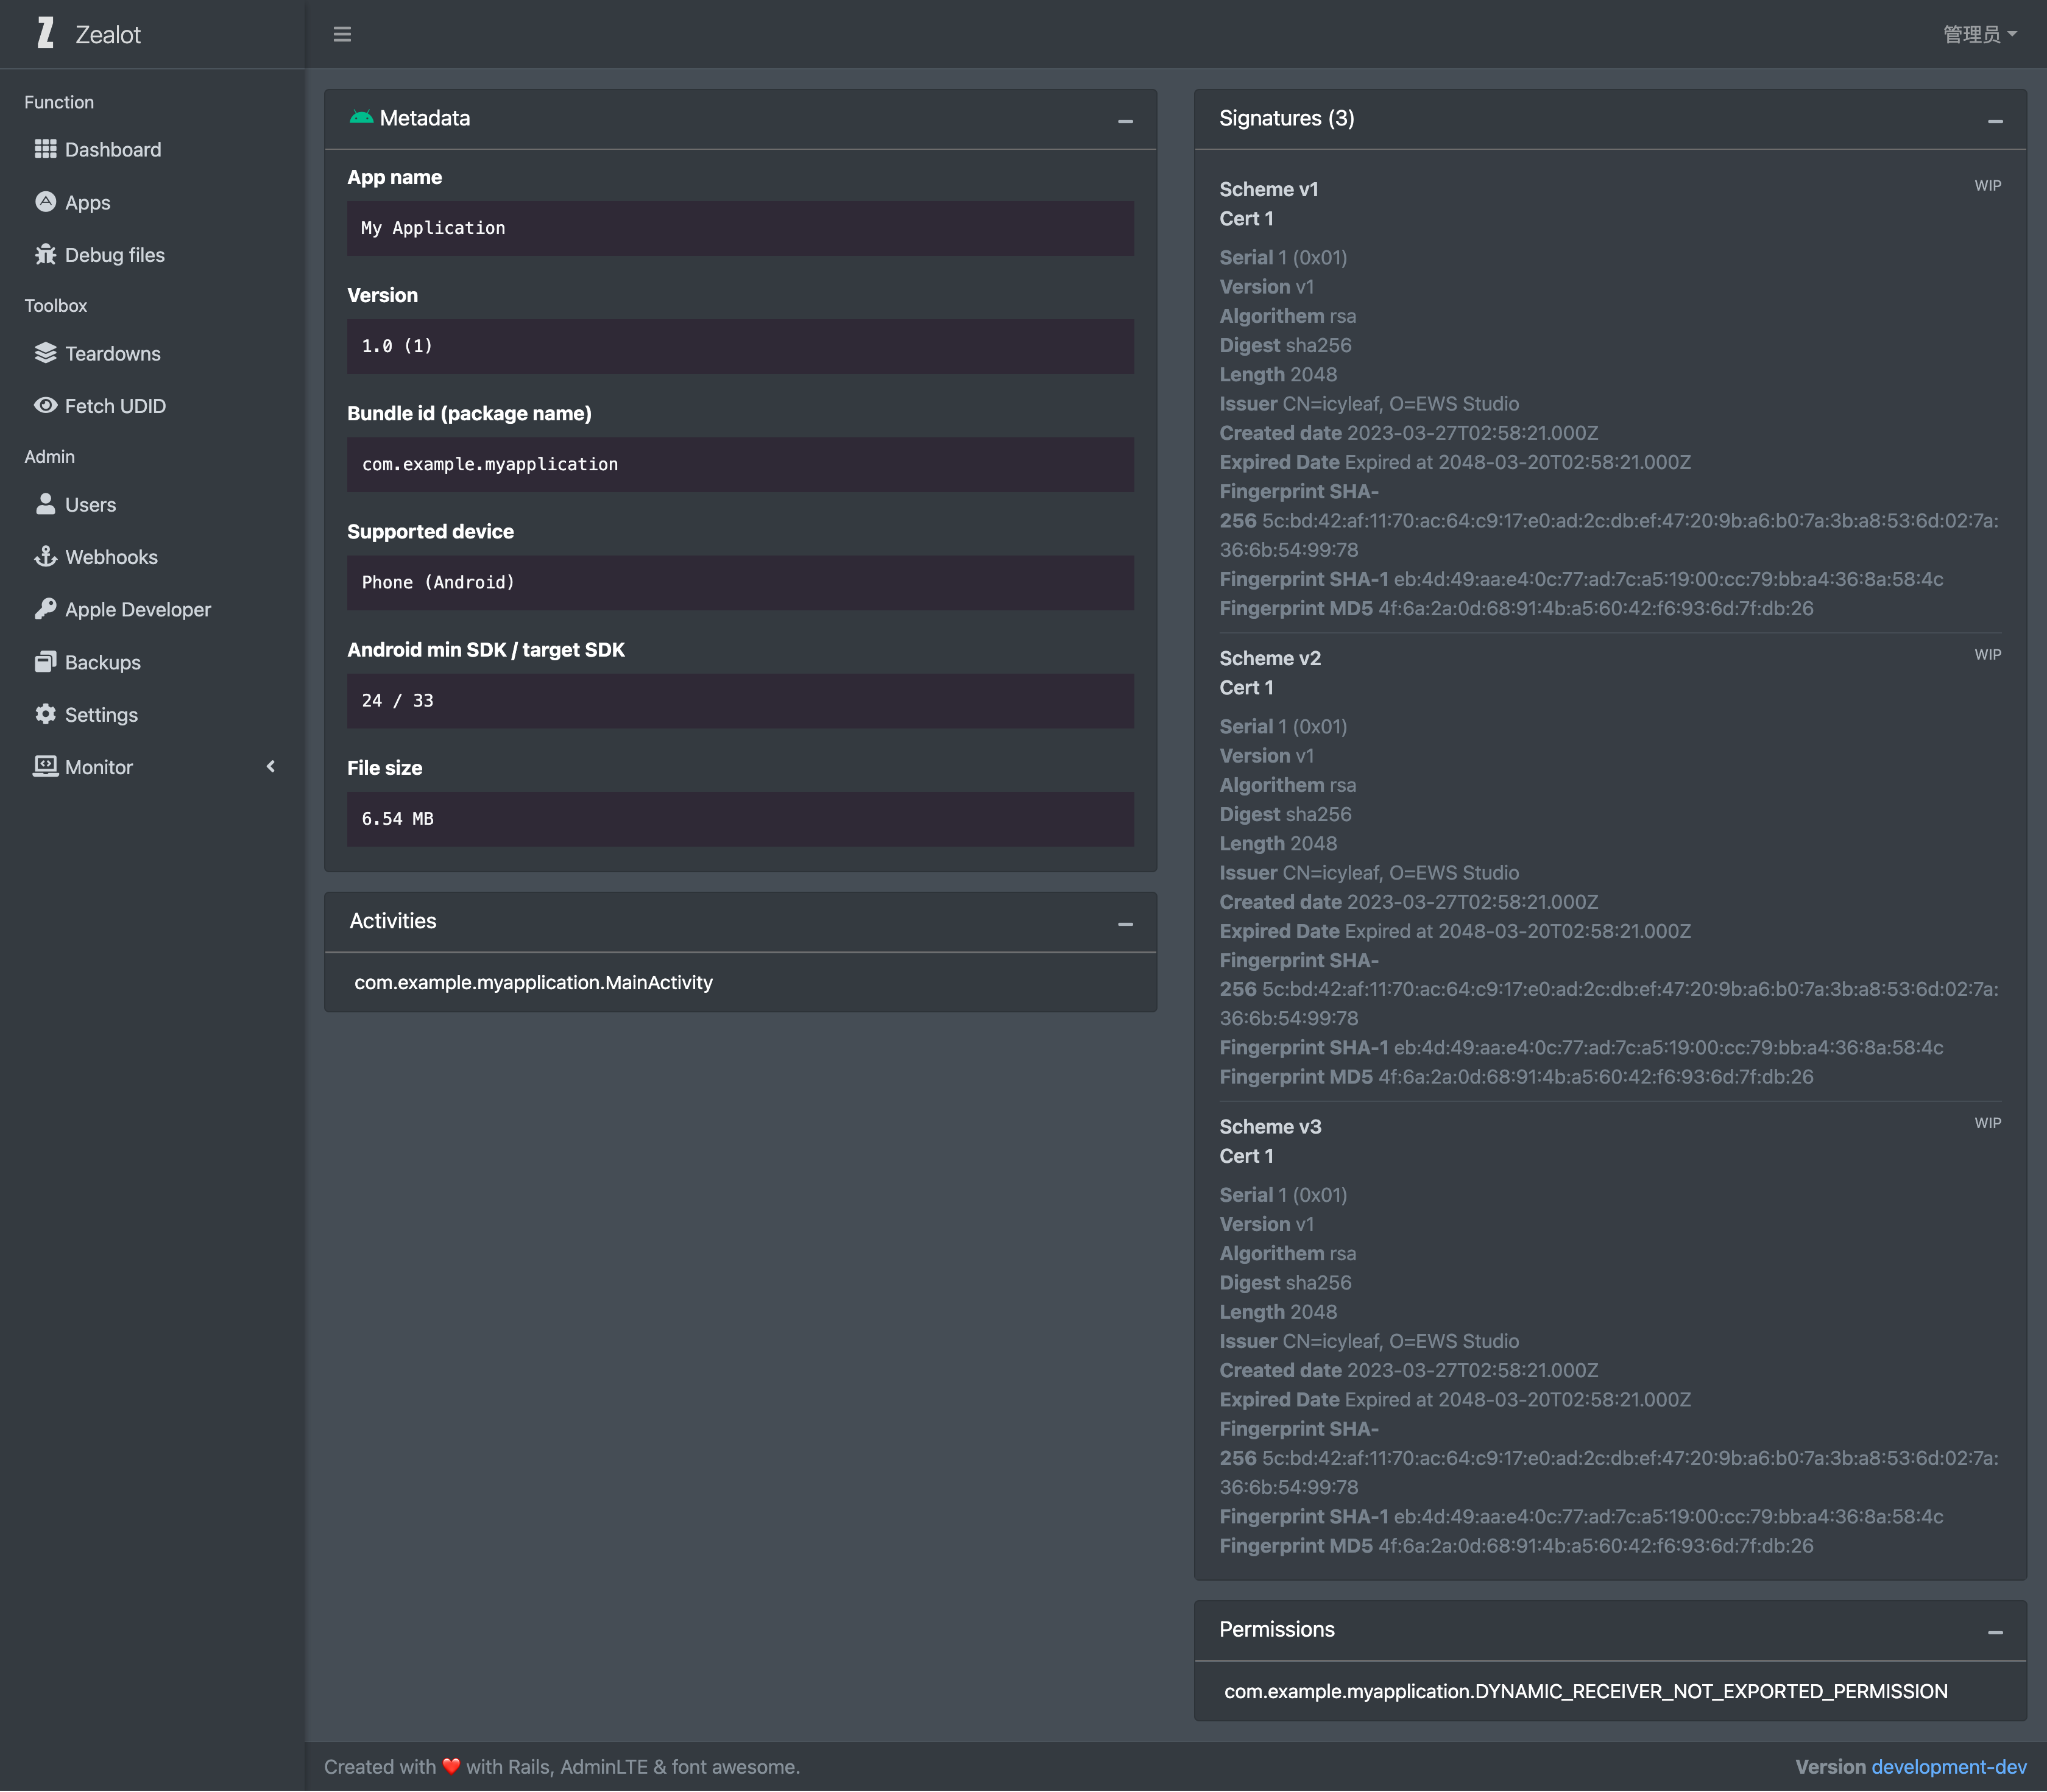 Zealot
管理员
Function
Dashboard
Apps
Debug files
Toolbox
Teardowns
Fetch UDID
Admin
Users
Webhooks
Apple Developer
Backups
Settings
Monitor
Metadata
App name
My Application
Version
1.0 (1)
Bundle id (package name)
com.example.myapplication
Supported device
Phone (Android)
Android min SDK / target SDK
24 / 33
File size
6.54 MB
Activities
com.example.myapplication.MainActivity
Signatures (3)
Scheme v1 WIP
Cert 1
Serial 1 (0x01)
Version v1
Algorithem rsa
Digest sha256
Length 2048
Issuer CN=icyleaf, O=EWS Studio
Created date 2023-03-27T02:58:21.000Z
Expired Date Expired at 2048-03-20T02:58:21.000Z
Fingerprint SHA-
256 5c:bd:42:af:11:70:ac:64:c9:17:e0:ad:2c:db:ef:47:20:9b:a6:b0:7a:3b:a8:53:6d:02:7a:
36:6b:54:99:78
Fingerprint SHA-1 eb:4d:49:aa:e4:0c:77:ad:7c:a5:19:00:cc:79:bb:a4:36:8a:58:4c
Fingerprint MD5 4f:6a:2a:0d:68:91:4b:a5:60:42:f6:93:6d:7f:db:26
Scheme v2 WIP
Cert 1
Serial 1 (0x01)
Version v1
Algorithem rsa
Digest sha256
Length 2048
Issuer CN=icyleaf, O=EWS Studio
Created date 2023-03-27T02:58:21.000Z
Expired Date Expired at 2048-03-20T02:58:21.000Z
Fingerprint SHA-
256 5c:bd:42:af:11:70:ac:64:c9:17:e0:ad:2c:db:ef:47:20:9b:a6:b0:7a:3b:a8:53:6d:02:7a:
36:6b:54:99:78
Fingerprint SHA-1 eb:4d:49:aa:e4:0c:77:ad:7c:a5:19:00:cc:79:bb:a4:36:8a:58:4c
Fingerprint MD5 4f:6a:2a:0d:68:91:4b:a5:60:42:f6:93:6d:7f:db:26
Scheme v3 WIP
Cert 1
Serial 1 (0x01)
Version v1
Algorithem rsa
Digest sha256
Length 2048
Issuer CN=icyleaf, O=EWS Studio
Created date 2023-03-27T02:58:21.000Z
Expired Date Expired at 2048-03-20T02:58:21.000Z
Fingerprint SHA-
256 5c:bd:42:af:11:70:ac:64:c9:17:e0:ad:2c:db:ef:47:20:9b:a6:b0:7a:3b:a8:53:6d:02:7a:
36:6b:54:99:78
Fingerprint SHA-1 eb:4d:49:aa:e4:0c:77:ad:7c:a5:19:00:cc:79:bb:a4:36:8a:58:4c
Fingerprint MD5 4f:6a:2a:0d:68:91:4b:a5:60:42:f6:93:6d:7f:db:26
Permissions
com.example.myapplication.DYNAMIC_RECEIVER_NOT_EXPORTED_PERMISSION
Created with ❤️ with Rails, AdminLTE & font awesome.
Version development-dev